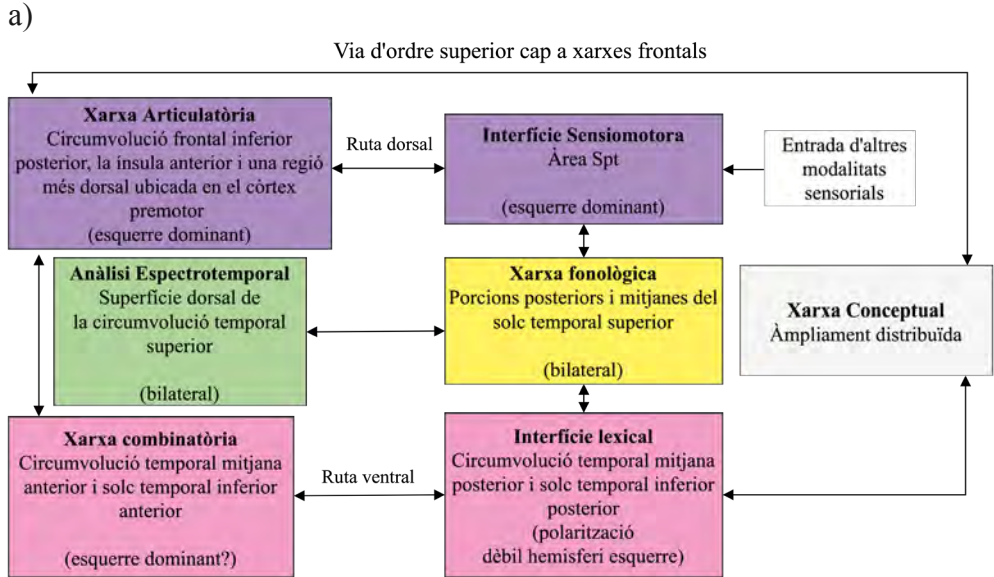 a)
Via d'ordre superior cap a xarxes frontals
Xarxa Articulatòria
Circumvolució frontal inferior
posterior, la ínsula anterior i una regió
més dorsal ubicada en el còrtex
premotor
(esquerre dominant)
Ruta dorsal
Interfície Sensiomotora
Àrea Spt
(esquerre dominant)
Entrada d'altres
modalitats
sensorials
Anàlisi Espectrotemporal
Superfície dorsal de
la circumvolució temporal
superior
(bilateral)
Xarxa fonològica
Porcions posteriors i mitjanes del
solc temporal superior
(bilateral)
Xarxa Conceptual
Àmpliament distribuïda
Xarxa combinatòria
Circumvolució temporal mitjana
anterior i solc temporal inferior
anterior
(esquerre dominant?)
Ruta ventral
Interfície lexical
Circumvolució temporal mitjana
posterior i solc temporal inferior
posterior
(polarització
dèbil hemisferi esquerre)